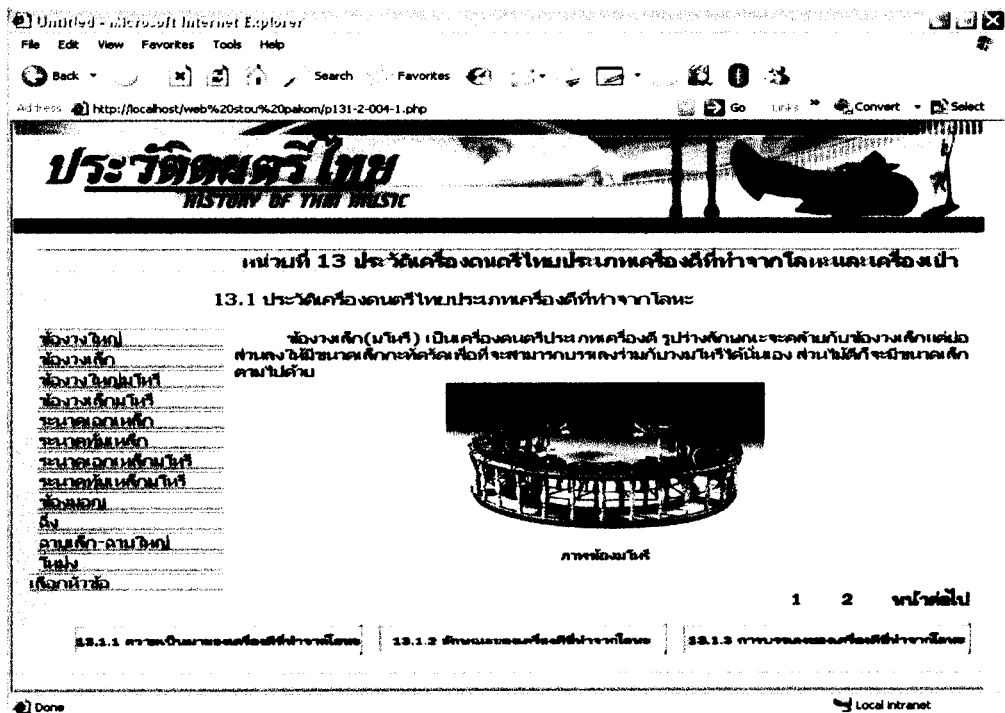 Untitled - Microsoft Internet Explorer
File Edit View Favorites Tools Help
Back Search Favorites
Address http://localhost/web%20stou%20pakom/p131-2-004-1.php Go Links » Convert Select
ประวัติดนตรีไทย
HISTORY OF THAI MUSIC
หน่วยที่ 13 ประวัติเครื่องดนตรีไทยประเภทเครื่องตีที่ทำจากโลหะและเครื่องเป่า
13.1 ประวัติเครื่องดนตรีไทยประเภทเครื่องตีที่ทำจากโลหะ
ฆ้องวงใหญ่
ฆ้องวงเล็ก
ฆ้องวงใหญ่มโหรี
ฆ้องวงเล็กมโหรี
ระนาดเอกเหล็ก
ระนาดทุ้มเหล็ก
ระนาดเอกเหล็กมโหรี
ระนาดทุ้มเหล็กมโหรี
ฆ้องมอญ
ฉิ่ง
ฉาบเล็ก-ฉาบใหญ่
โหม่ง
เลือกหัวข้อ
ฆ้องวงเล็ก(มโหรี) เป็นเครื่องดนตรีประเภทเครื่องตี รูปร่างลักษณะจะคล้ายกับฆ้องวงเล็กแต่ย่อ
ส่วนลงให้มีขนาดเล็กกะทัดรัดเพื่อที่จะสามารถบรรเลงร่วมกับวงมโหรีได้นั่นเอง ส่วนไม้ตีก็จะมีขนาดเล็ก
ตามไปด้วย
ภาพฆ้องมโหรี
1 2 หน้าต่อไป
13.1.1 ความเป็นมาของเครื่องตีที่ทำจากโลหะ 13.1.2 ลักษณะของเครื่องตีที่ทำจากโลหะ 13.1.3 การบรรเลงของเครื่องตีที่ทำจากโลหะ
Done Local intranet